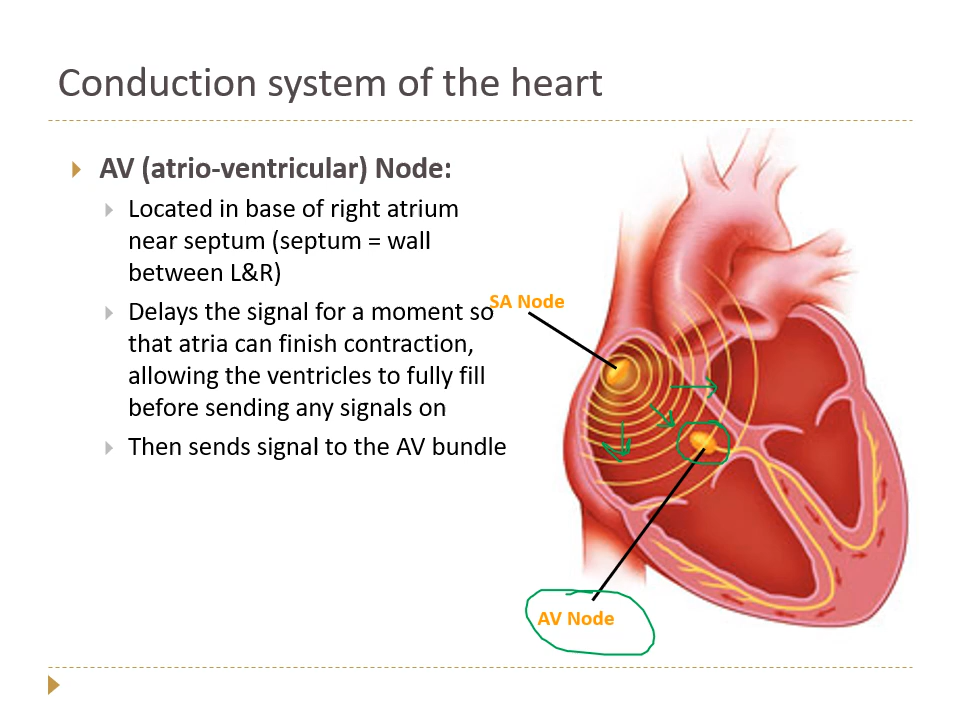 Conduction system of the heart
AV (atrio-ventricular) Node:
Located in base of right atrium
near septum (septum = wall
between L&R)
Delays the signal for a moment so
that atria can finish contraction,
allowing the ventricles to fully fill
before sending any signals on
Then sends signal to the AV bundle
SA Node
AV Node